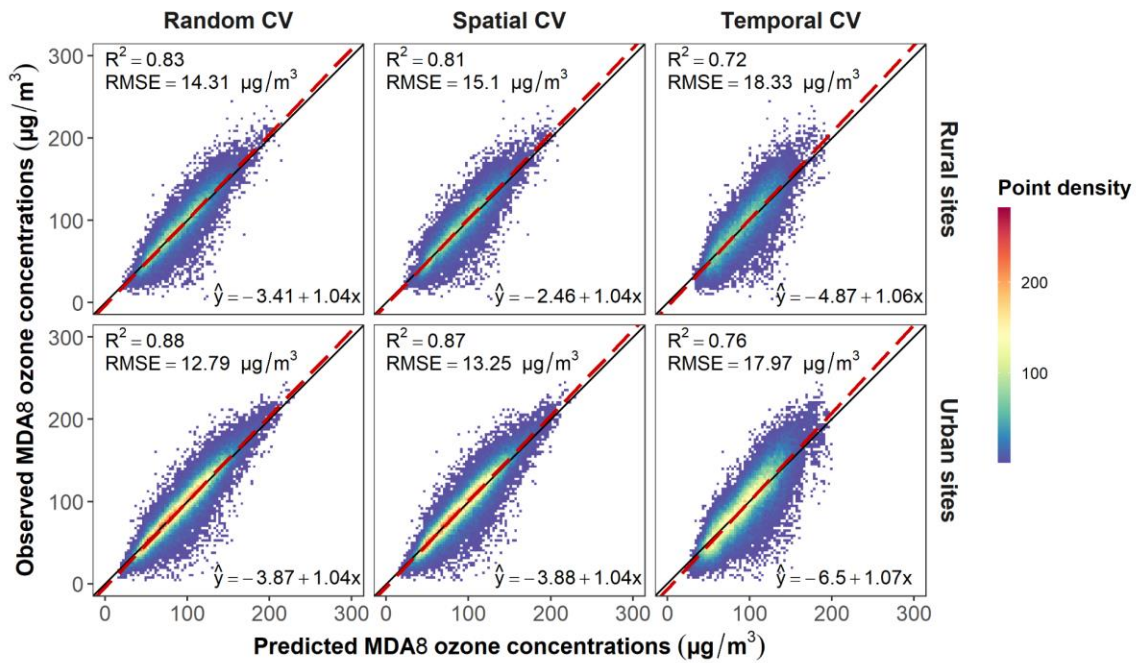 Random CV
Spatial CV
Temporal CV
Observed MDA8 ozone concentrations (μg/m³)
300
200
100
0
R² = 0.83
RMSE = 14.31 μg/m³
ŷ = −3.41 + 1.04x
R² = 0.81
RMSE = 15.1 μg/m³
ŷ = −2.46 + 1.04x
R² = 0.72
RMSE = 18.33 μg/m³
ŷ = −4.87 + 1.06x
Rural sites
300
200
100
0
R² = 0.88
RMSE = 12.79 μg/m³
ŷ = −3.87 + 1.04x
R² = 0.87
RMSE = 13.25 μg/m³
ŷ = −3.88 + 1.04x
R² = 0.76
RMSE = 17.97 μg/m³
ŷ = −6.5 + 1.07x
Urban sites
0 100 200 300
0 100 200 300
0 100 200 300
Predicted MDA8 ozone concentrations (μg/m³)
Point density
200
100